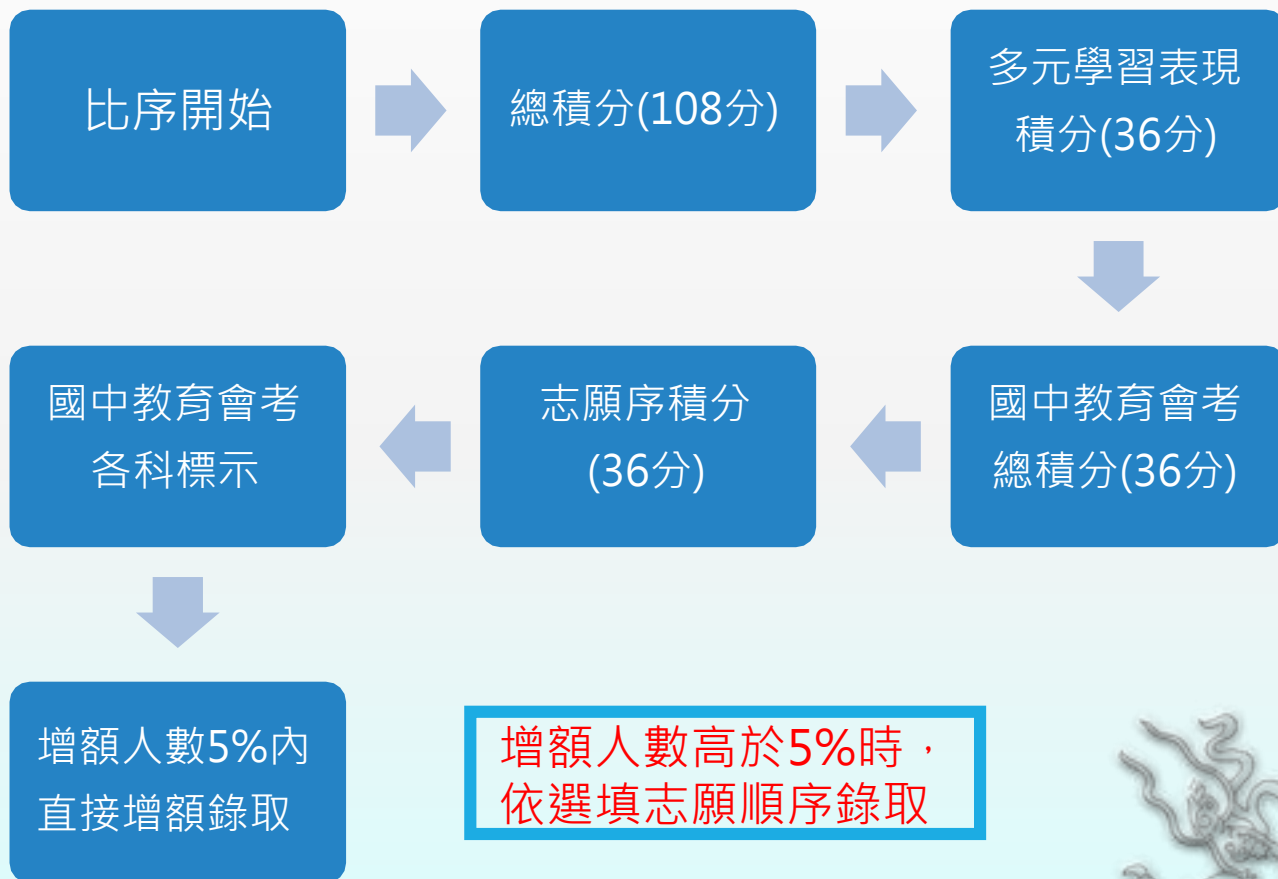 比序開始
總積分(108分)
多元學習表現
積分(36分)
國中教育會考
總積分(36分)
志願序積分
(36分)
國中教育會考
各科標示
增額人數5%內
直接增額錄取
增額人數高於5%時，
依選填志願順序錄取